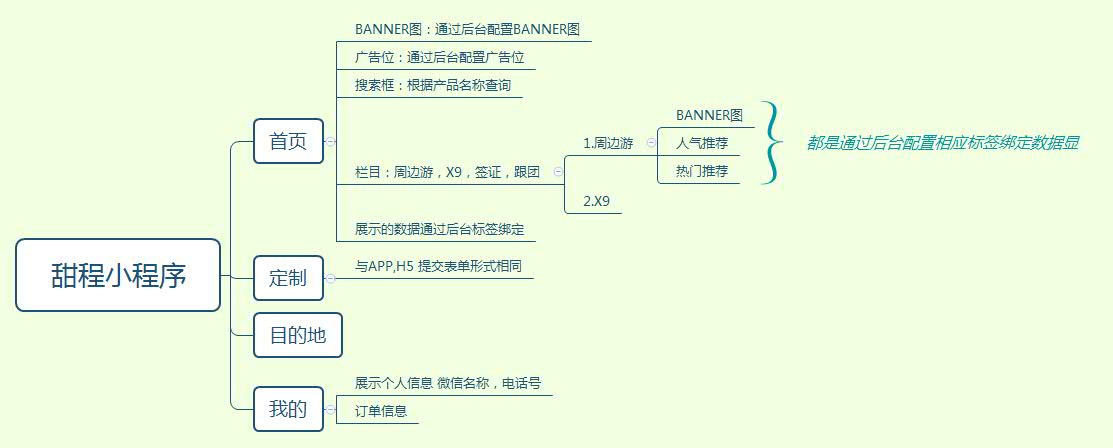 甜程小程序
首页
BANNER图：通过后台配置BANNER图
广告位：通过后台配置广告位
搜索框：根据产品名称查询
栏目：周边游，X9，签证，跟团
1.周边游
BANNER图
人气推荐
热门推荐
都是通过后台配置相应标签绑定数据显
2.X9
展示的数据通过后台标签绑定
定制
与APP,H5 提交表单形式相同
目的地
我的
展示个人信息 微信名称，电话号
订单信息